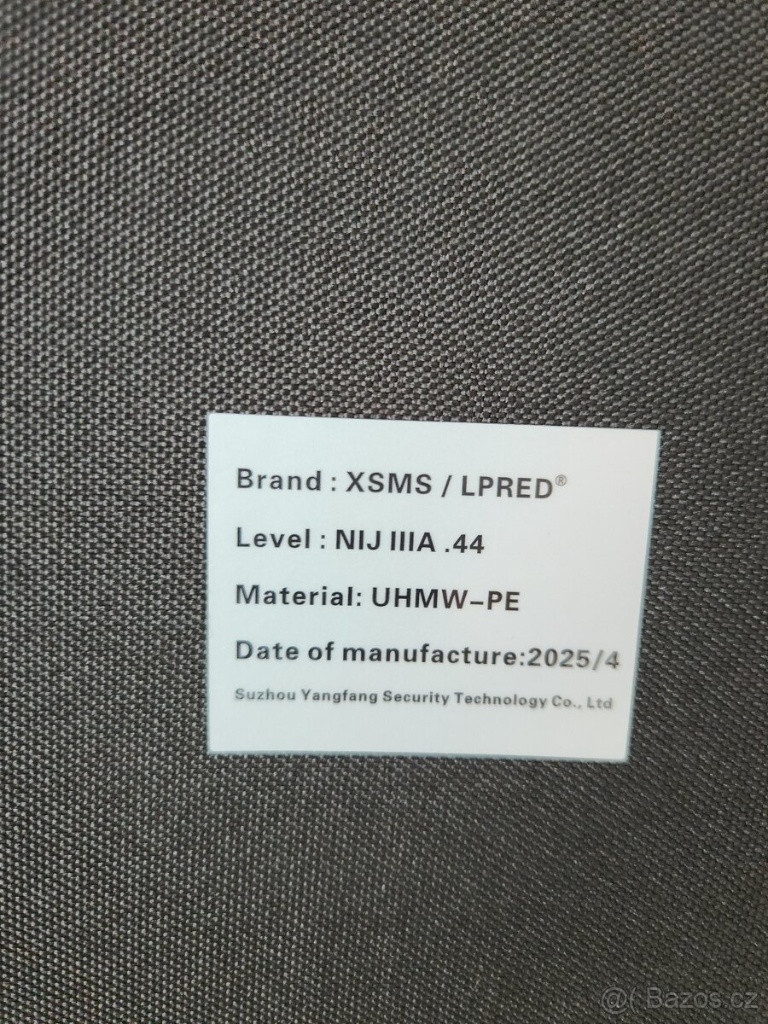 Brand : XSMS / LPRED®
Level : NIJ IIIA .44
Material: UHMW-PE
Date of manufacture:2025/4
Suzhou Yangfang Security Technology Co., Ltd
@( Bazos.cz